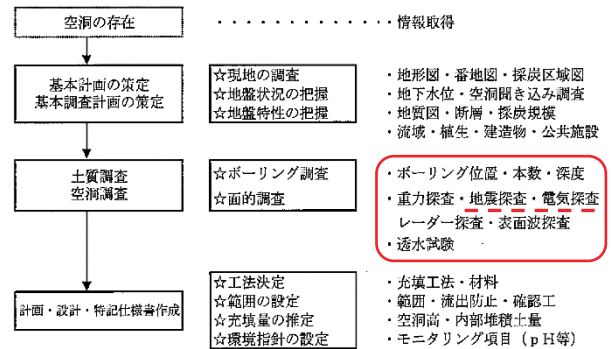 空洞の存在 ・・・・・・・・・・・・・情報取得
基本計画の策定
基本調査計画の策定
☆現地の調査
☆地盤状況の把握
☆地盤特性の把握
・地形図・番地図・採炭区域図
・地下水位・空洞聞き込み調査
・地質図・断層・採炭規模
・流域・植生・建造物・公共施設
土質調査
空洞調査
☆ボーリング調査
☆面的調査
・ボーリング位置・本数・深度
・重力探査・地震探査・電気探査
レーダー探査・表面波探査
・透水試験
計画・設計・特記仕様書作成
☆工法決定
☆範囲の設定
☆充填量の推定
☆環境指針の設定
・充填工法・材料
・範囲・流出防止・確認工
・空洞高・内部堆積土量
・モニタリング項目（pH等）